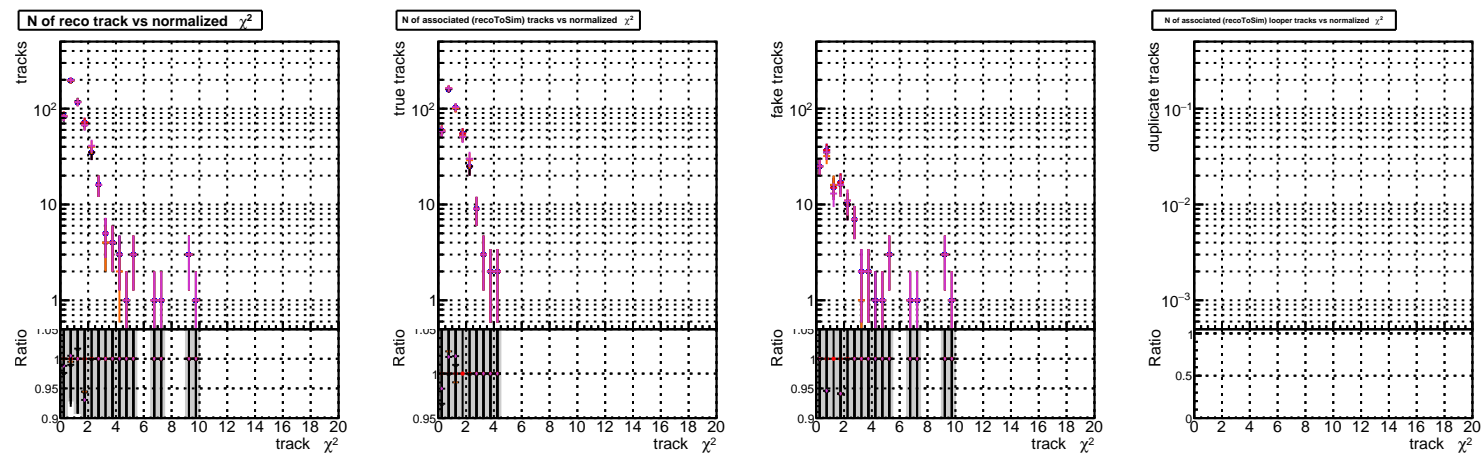 N of reco track vs normalized χ²
tracks
10²
10
1
Ratio
1.05
1
0.95
0.9
0 2 4 6 8 10 12 14 16 18 20
track χ²
N of associated (recoToSim) tracks vs normalized χ²
true tracks
10²
10
1
Ratio
1
0.95
0 2 4 6 8 10 12 14 16 18 20
track χ²
fake tracks
10²
10
1
Ratio
1.05
1
0.95
0.9
0 2 4 6 8 10 12 14 16 18 20
track χ²
N of associated (recoToSim) looper tracks vs normalized χ²
duplicate tracks
10⁻¹
10⁻²
10⁻³
Ratio
1
0.5
0
0 2 4 6 8 10 12 14 16 18 20
track χ²